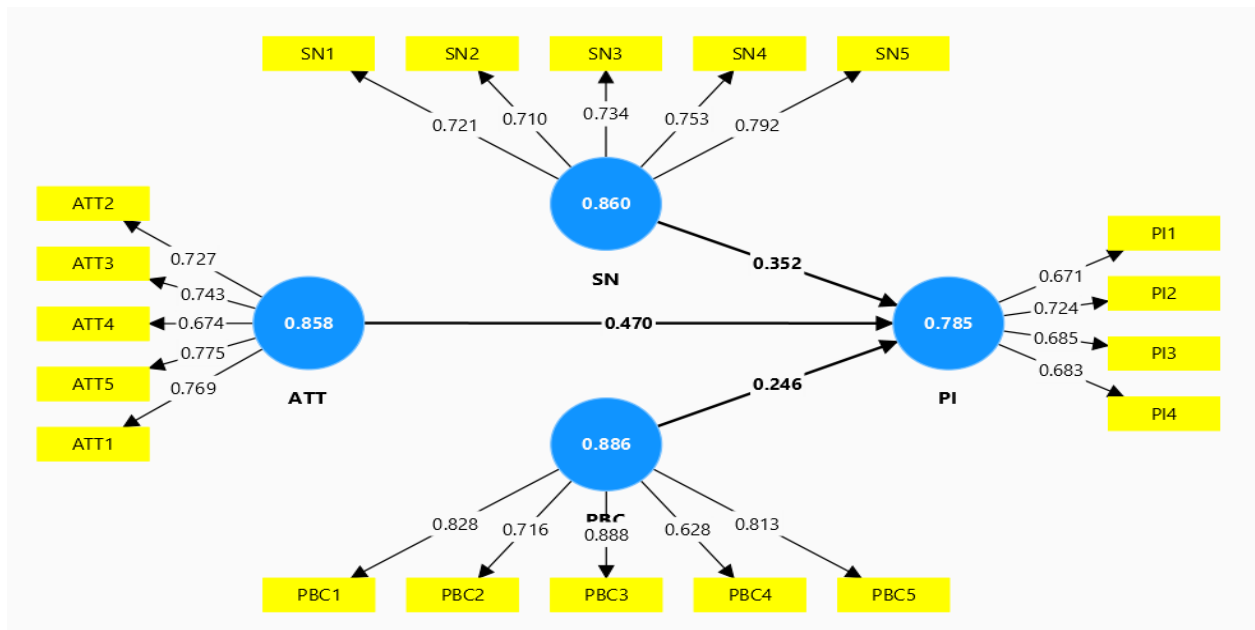 SN1 SN2 SN3 SN4 SN5
0.721 0.710 0.734 0.753 0.792
0.860
SN
ATT2
ATT3
ATT4
ATT5
ATT1
0.727
0.743
0.674
0.775
0.769
0.858
ATT
0.352
0.470
0.246
0.785
PI
0.671
0.724
0.685
0.683
PI1
PI2
PI3
PI4
0.886
PBC
0.828 0.716 0.888 0.628 0.813
PBC1 PBC2 PBC3 PBC4 PBC5